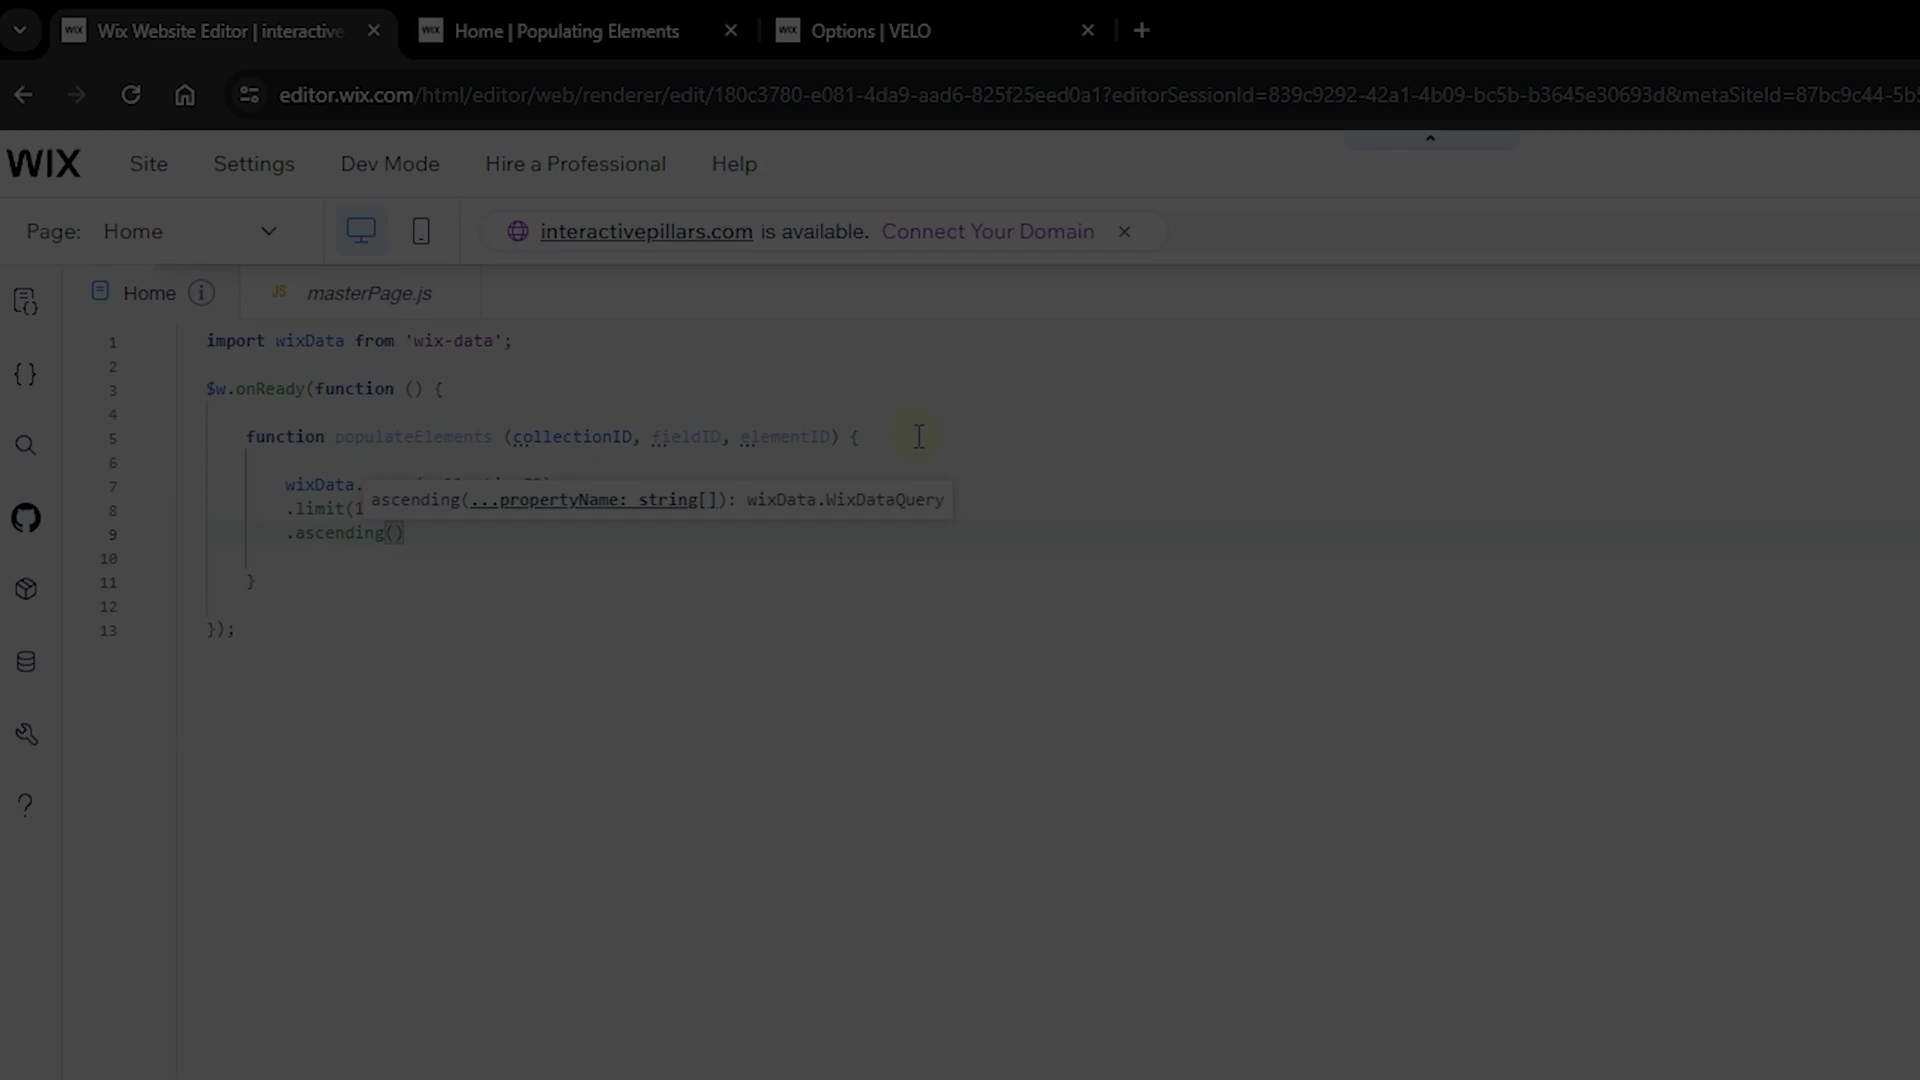 Wix Website Editor | interactive
Home | Populating Elements
Options | VELO
editor.wix.com/html/editor/web/renderer/edit/180c3780-e081-4da9-aad6-825f25eed0a1?editorSessionId=839c9292-42a1-4b09-bc5b-b3645e30693d&metaSiteId=87bc9c44-5b
WIX Site Settings Dev Mode Hire a Professional Help
Page: Home
interactivepillars.com is available. Connect Your Domain
Home
JS masterPage.js
1 import wixData from 'wix-data';
2
3 $w.onReady(function () {
4
5 function populateElements (collectionID, fieldID, elementID) {
6
7 wixData.
ascending(...propertyName: string[]): wixData.WixDataQuery
8 .limit(1
9 .ascending()
10
11 }
12
13 });